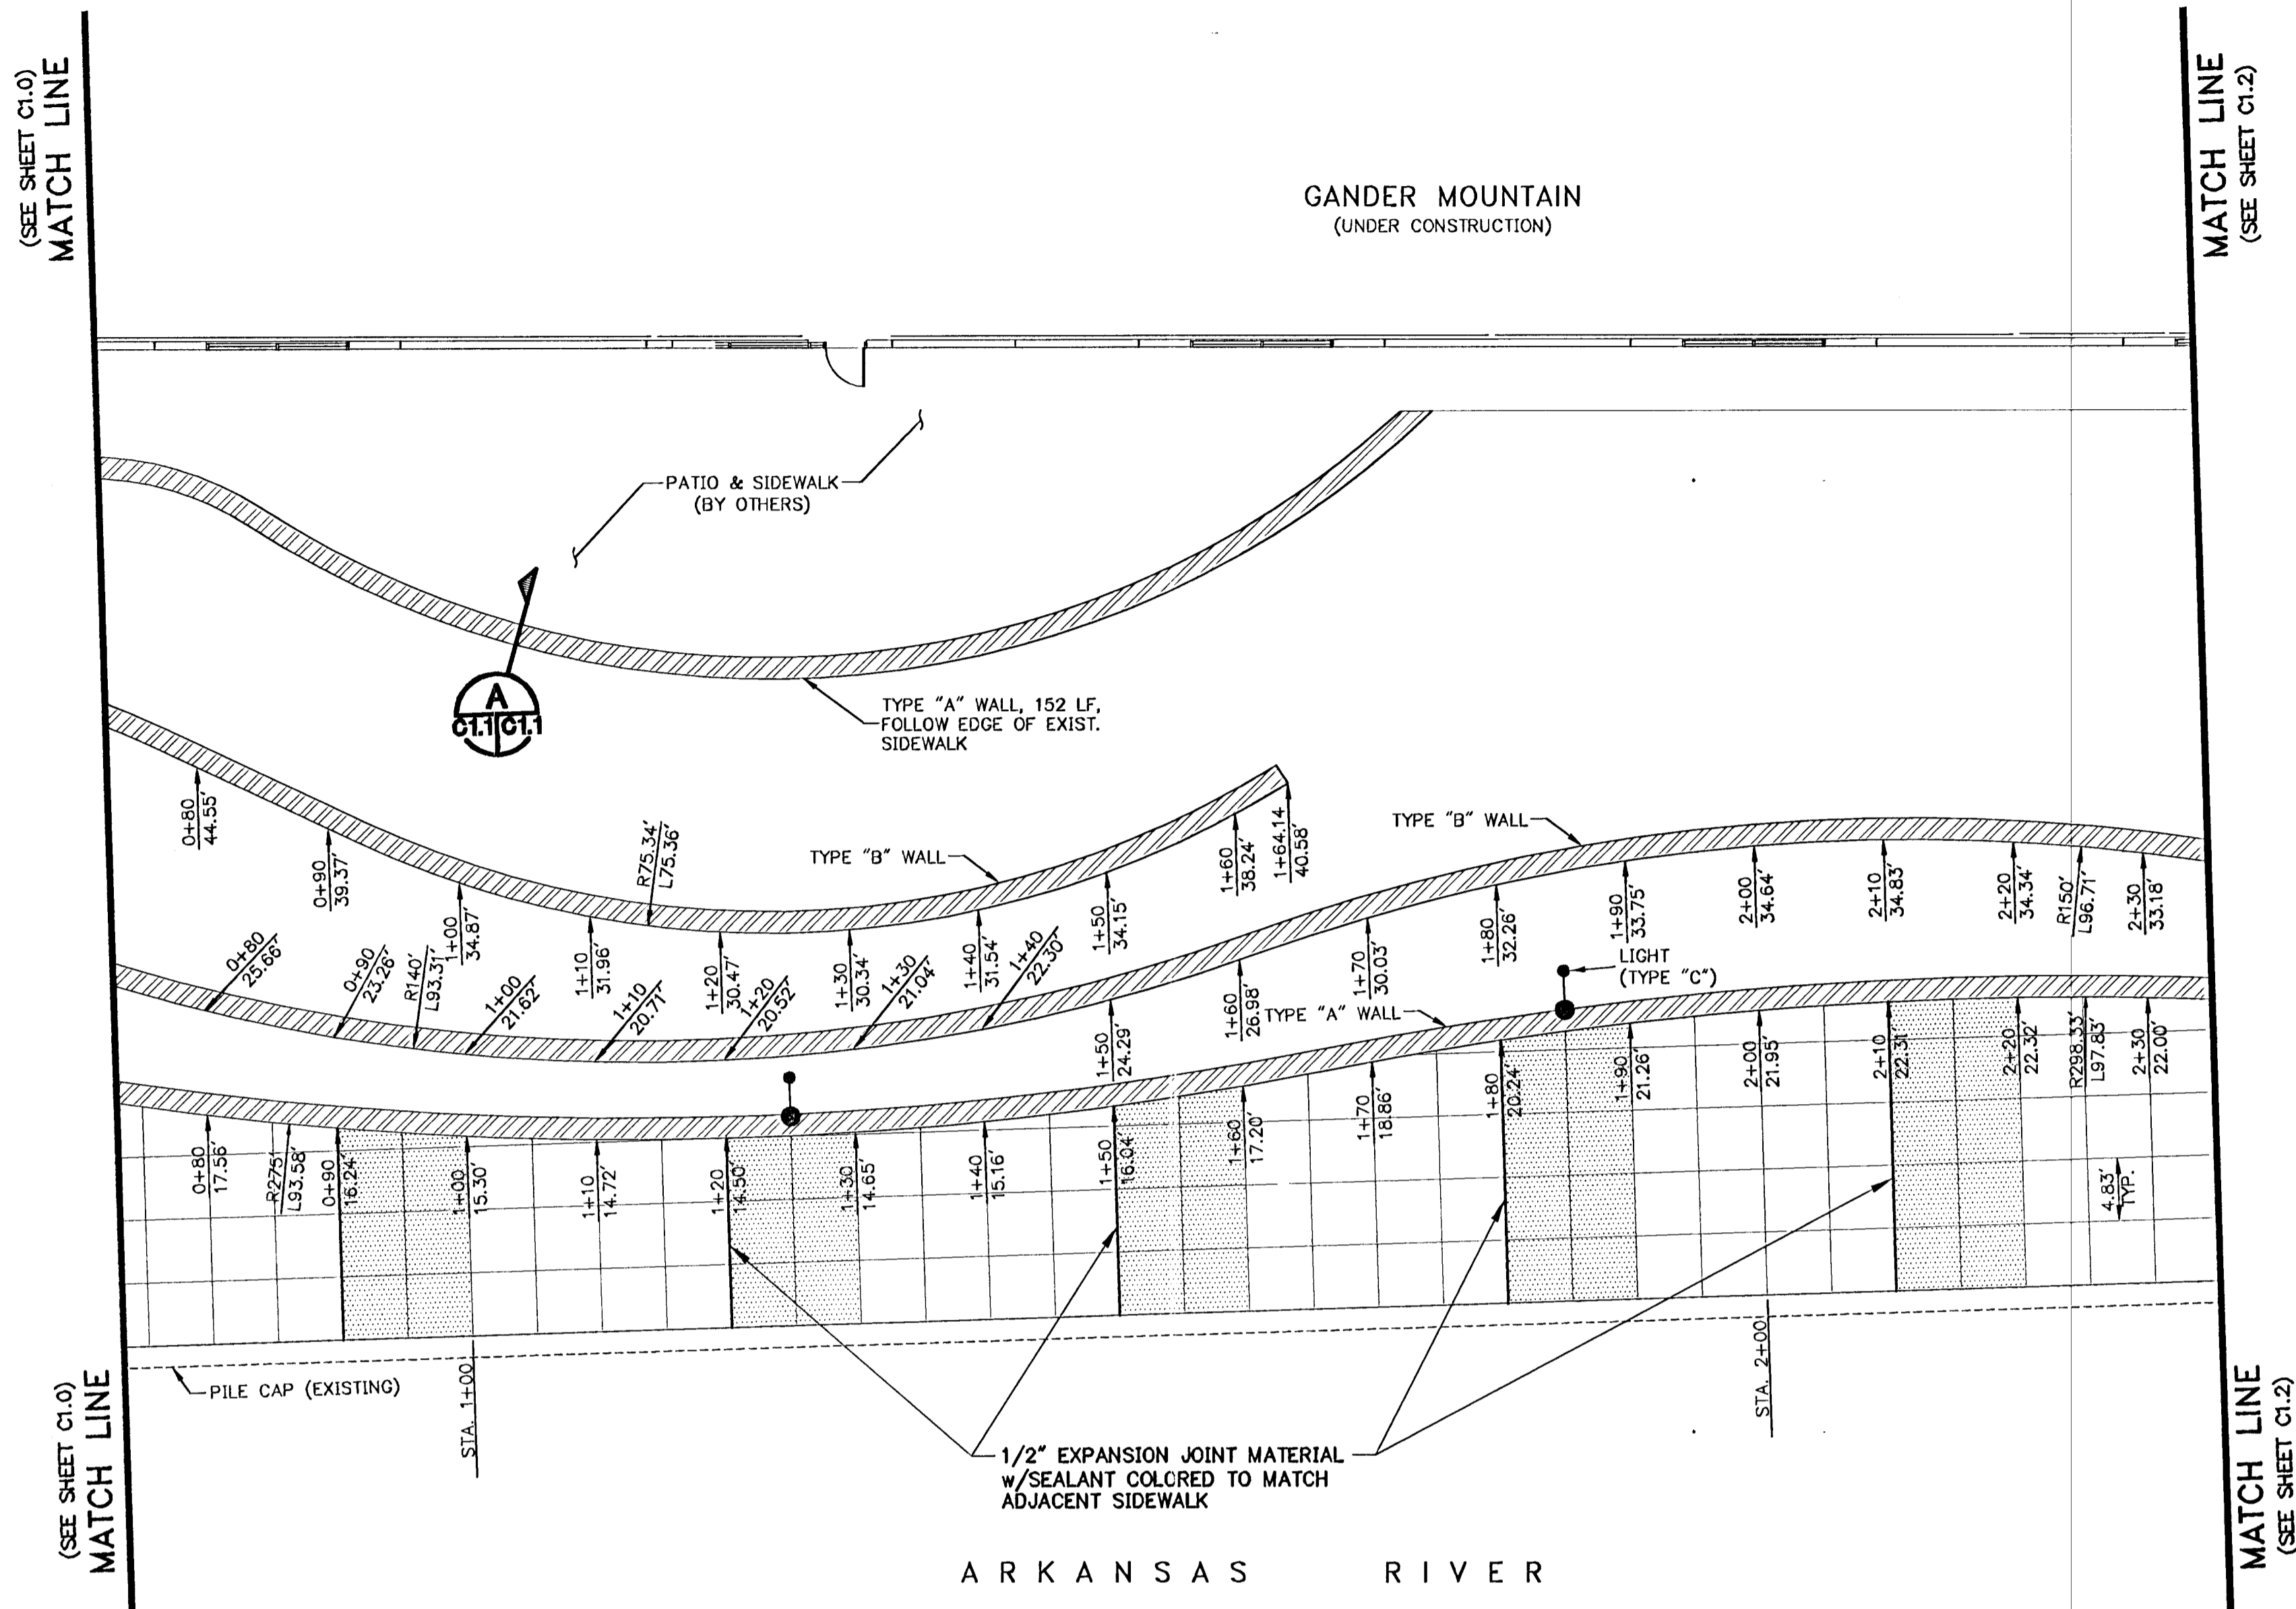 (SEE SHEET C1.0)
MATCH LINE
MATCH LINE
(SEE SHEET C1.2)
GANDER MOUNTAIN
(UNDER CONSTRUCTION)
PATIO & SIDEWALK
(BY OTHERS)
A
C1.1 C1.1
TYPE "A" WALL, 152 LF,
FOLLOW EDGE OF EXIST.
SIDEWALK
0+80
44.55'
0+90
39.37'
1+00
34.87'
1+10
31.96'
R75.34'
L75.36'
1+20
30.47'
1+30
30.34'
1+40
31.54'
1+50
34.15'
1+60
38.24'
1+64.14
40.58'
TYPE "B" WALL
TYPE "B" WALL
0+80
25.66'
0+90
23.26'
R140'
L93.31'
1+00
21.62'
1+10
20.71'
1+20
20.52'
1+30
21.04'
1+40
22.30'
1+50
24.29'
1+60
26.98'
1+70
30.03'
1+80
32.26'
1+90
33.75'
2+00
34.64'
2+10
34.83'
2+20
34.34'
R150'
L96.71'
2+30
33.18'
LIGHT
(TYPE "C")
TYPE "A" WALL
0+80
17.56'
R275'
L93.58'
0+90
16.24'
1+00
15.30'
1+10
14.72'
1+20
14.50'
1+30
14.65'
1+40
15.16'
1+50
16.04'
1+60
17.20'
1+70
18.86'
1+80
20.24'
1+90
21.26'
2+00
21.95'
2+10
22.31'
2+20
22.32'
R298.33'
L97.83'
2+30
22.00'
4.83'
TYP.
PILE CAP (EXISTING)
STA. 1+00
STA. 2+00
1/2" EXPANSION JOINT MATERIAL
w/SEALANT COLORED TO MATCH
ADJACENT SIDEWALK
(SEE SHEET C1.0)
MATCH LINE
MATCH LINE
(SEE SHEET C1.2)
ARKANSAS RIVER